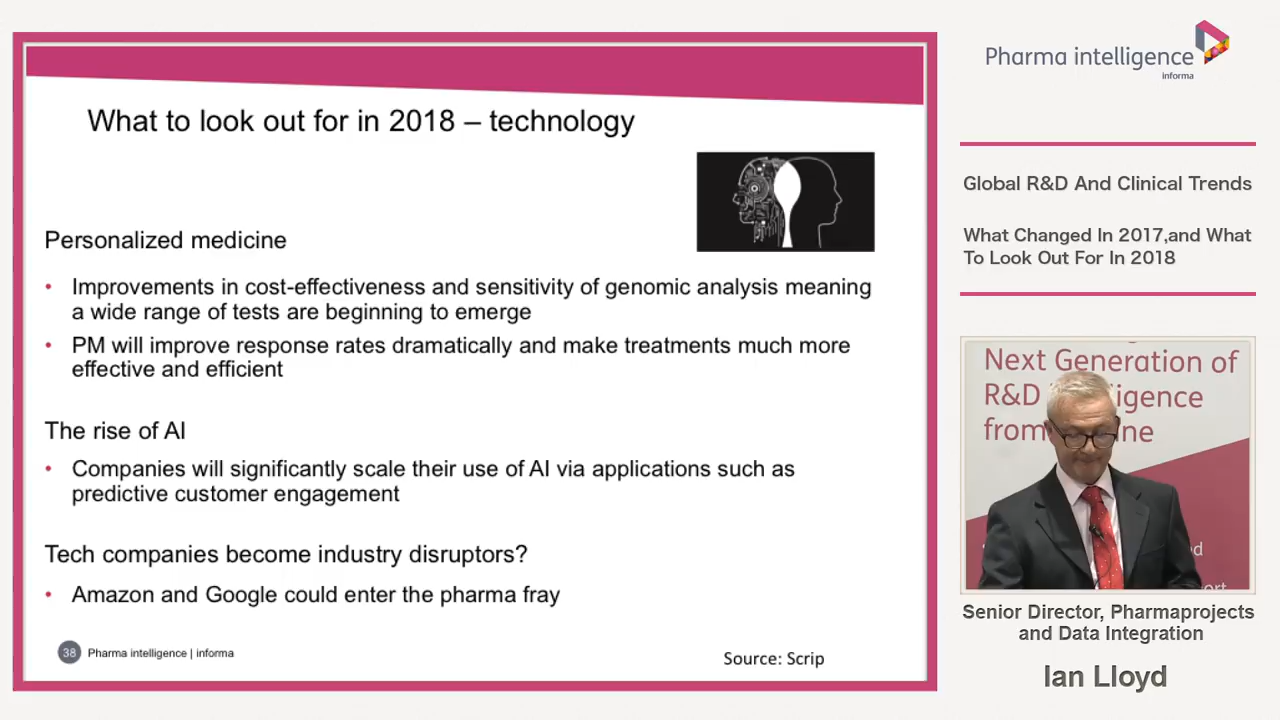 What to look out for in 2018 – technology
Personalized medicine
• Improvements in cost-effectiveness and sensitivity of genomic analysis meaning
a wide range of tests are beginning to emerge
• PM will improve response rates dramatically and make treatments much more
effective and efficient
The rise of AI
• Companies will significantly scale their use of AI via applications such as
predictive customer engagement
Tech companies become industry disruptors?
• Amazon and Google could enter the pharma fray
38 Pharma intelligence | informa
Source: Scrip
Pharma intelligence
informa
Global R&D And Clinical Trends
What Changed In 2017,and What
To Look Out For In 2018
Next Generation of
R&D
from
Senior Director, Pharmaprojects
and Data Integration
Ian Lloyd